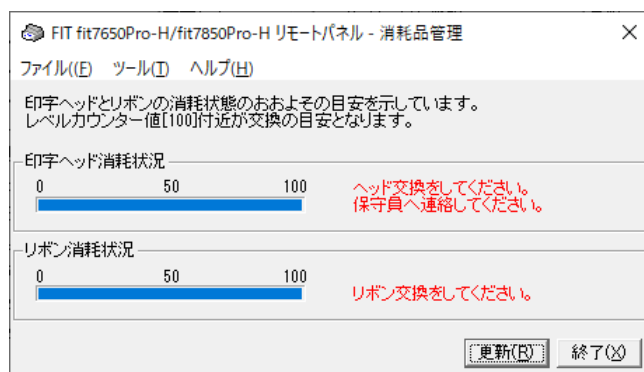 FIT fit7650Pro-H/fit7850Pro-H リモートパネル - 消耗品管理
ファイル((F) ツール(T) ヘルプ(H)
印字ヘッドとリボンの消耗状態のおおよその目安を示しています。
レベルカウンター値[100]付近が交換の目安となります。
印字ヘッド消耗状況
0 50 100
ヘッド交換をしてください。
保守員へ連絡してください。
リボン消耗状況
0 50 100
リボン交換をしてください。
更新(R) 終了(X)